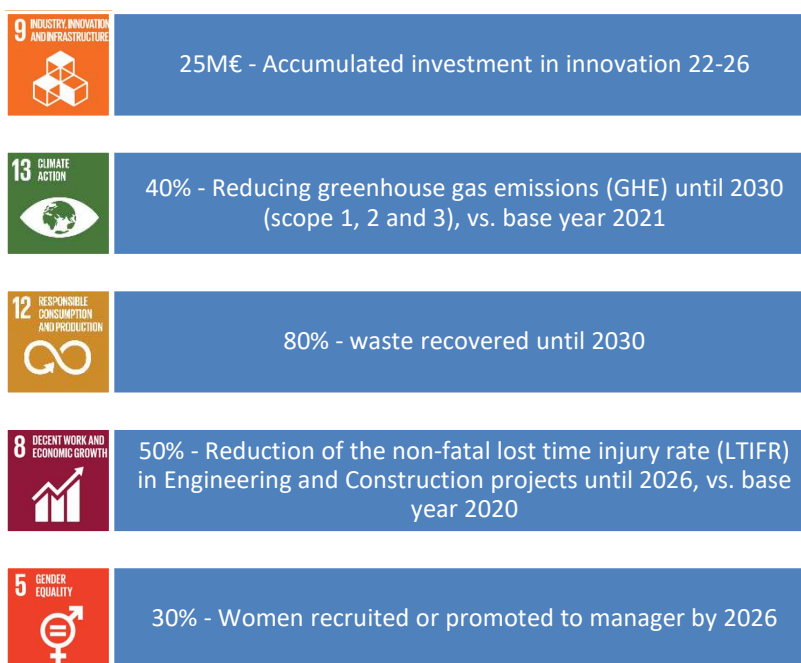 9 INDUSTRY, INNOVATION
AND INFRASTRUCTURE
25M€ - Accumulated investment in innovation 22-26
13 CLIMATE
ACTION
40% - Reducing greenhouse gas emissions (GHE) until 2030
(scope 1, 2 and 3), vs. base year 2021
12 RESPONSIBLE
CONSUMPTION
AND PRODUCTION
80% - waste recovered until 2030
8 DECENT WORK AND
ECONOMIC GROWTH
50% - Reduction of the non-fatal lost time injury rate (LTIFR)
in Engineering and Construction projects until 2026, vs. base
year 2020
5 GENDER
EQUALITY
30% - Women recruited or promoted to manager by 2026